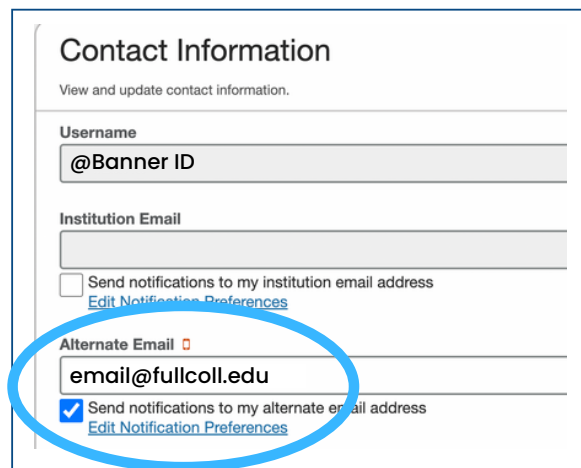 Contact Information
View and update contact information.
Username
@Banner ID
Institution Email
Send notifications to my institution email address
Edit Notification Preferences
Alternate Email
email@fullcoll.edu
Send notifications to my alternate email address
Edit Notification Preferences